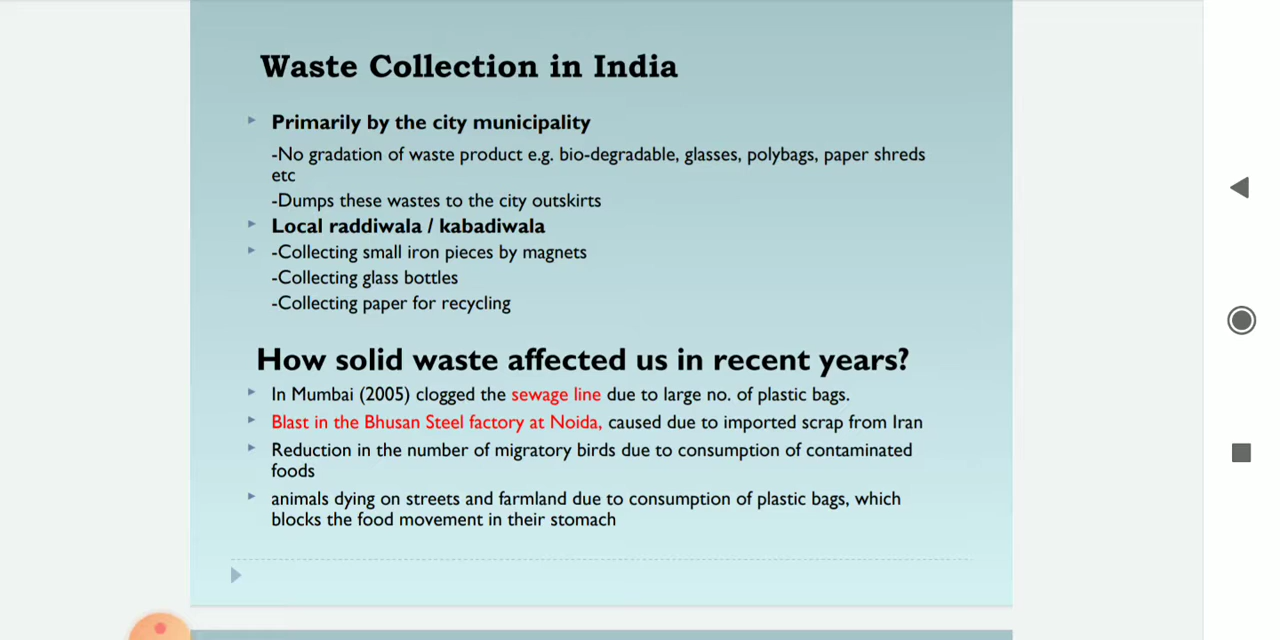 Waste Collection in India
Primarily by the city municipality
-No gradation of waste product e.g. bio-degradable, glasses, polybags, paper shreds
etc
-Dumps these wastes to the city outskirts
Local raddiwala / kabadiwala
-Collecting small iron pieces by magnets
-Collecting glass bottles
-Collecting paper for recycling
How solid waste affected us in recent years?
In Mumbai (2005) clogged the sewage line due to large no. of plastic bags.
Blast in the Bhusan Steel factory at Noida, caused due to imported scrap from Iran
Reduction in the number of migratory birds due to consumption of contaminated
foods
animals dying on streets and farmland due to consumption of plastic bags, which
blocks the food movement in their stomach